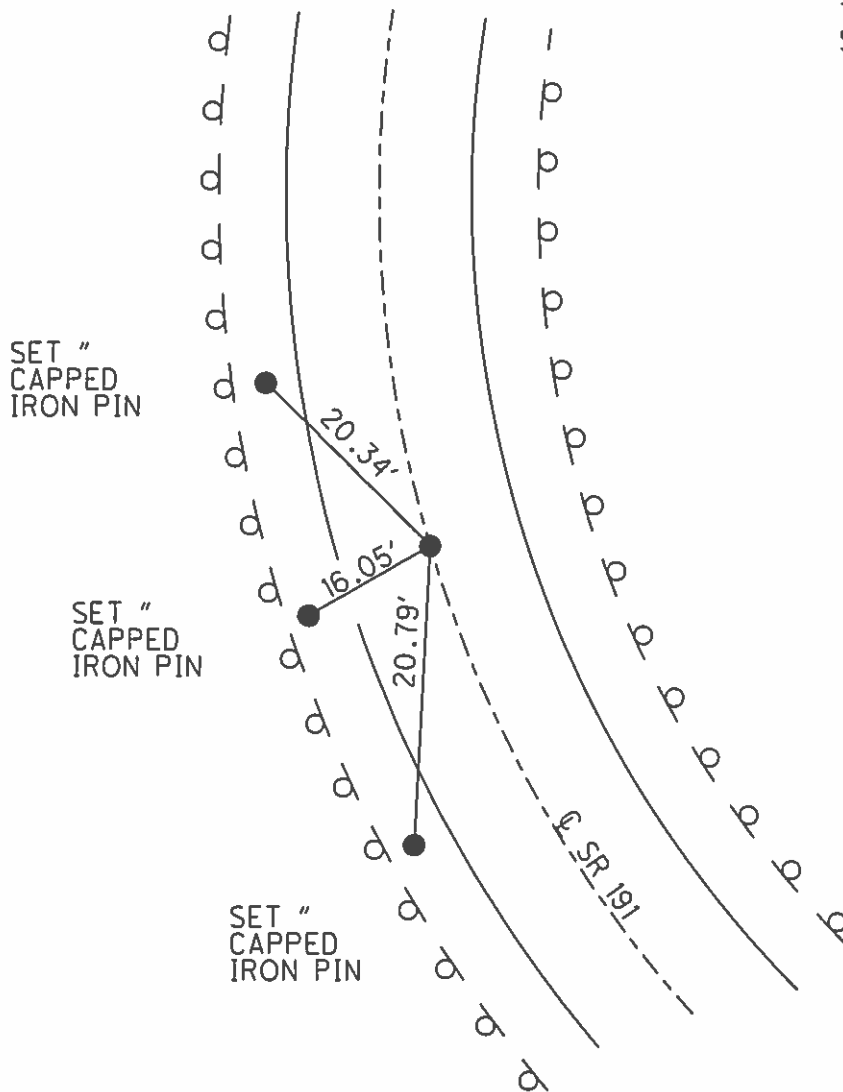 SET "
CAPPED
IRON PIN
20.34'
16.05'
SET "
CAPPED
IRON PIN
20.79'
℄ SR 191
SET "
CAPPED
IRON PIN